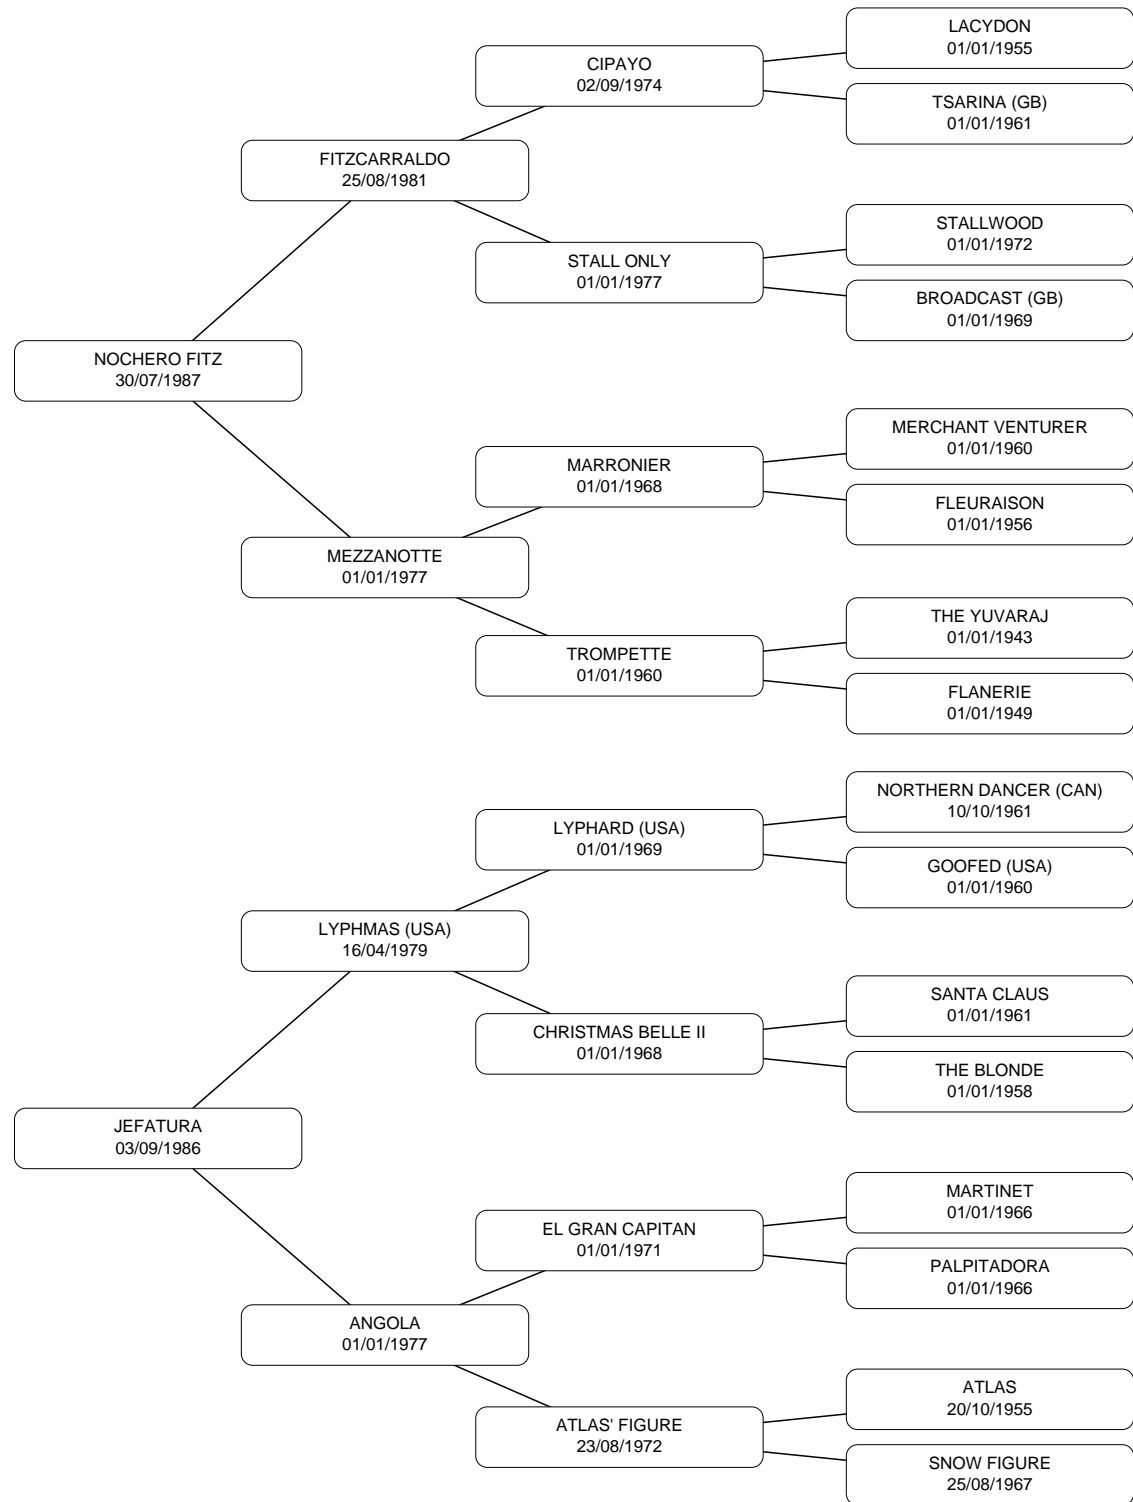 LACYDON
01/01/1955
CIPAYO
02/09/1974
TSARINA (GB)
01/01/1961
FITZCARRALDO
25/08/1981
STALLWOOD
01/01/1972
STALL ONLY
01/01/1977
BROADCAST (GB)
01/01/1969
NOCHERO FITZ
30/07/1987
MERCHANT VENTURER
01/01/1960
MARRONIER
01/01/1968
FLEURAISON
01/01/1956
MEZZANOTTE
01/01/1977
THE YUVARAJ
01/01/1943
TROMPETTE
01/01/1960
FLANERIE
01/01/1949
NORTHERN DANCER (CAN)
10/10/1961
LYPHARD (USA)
01/01/1969
GOOFED (USA)
01/01/1960
LYPHMAS (USA)
16/04/1979
SANTA CLAUS
01/01/1961
CHRISTMAS BELLE II
01/01/1968
THE BLONDE
01/01/1958
JEFATURA
03/09/1986
MARTINET
01/01/1966
EL GRAN CAPITAN
01/01/1971
PALPITADORA
01/01/1966
ANGOLA
01/01/1977
ATLAS
20/10/1955
ATLAS' FIGURE
23/08/1972
SNOW FIGURE
25/08/1967